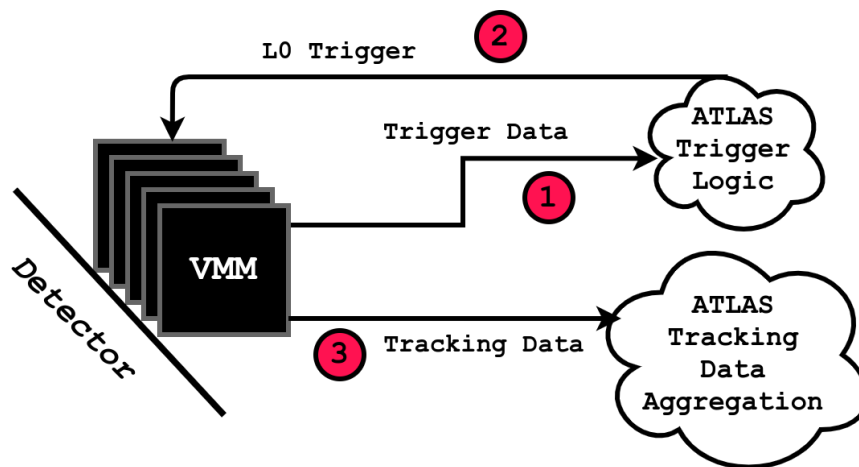 2
L0 Trigger
Trigger Data
ATLAS
Trigger
Logic
1
VMM
Detector
ATLAS
Tracking
Data
Aggregation
3
Tracking Data